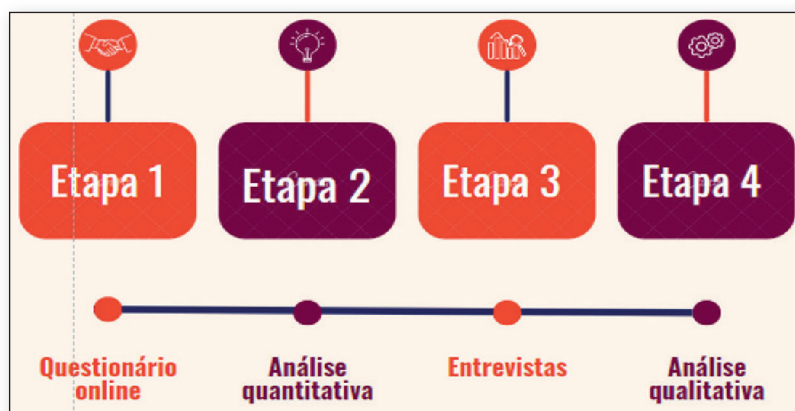 Etapa 1
Etapa 2
Etapa 3
Etapa 4
Questionário
online
Análise
quantitativa
Entrevistas
Análise
qualitativa